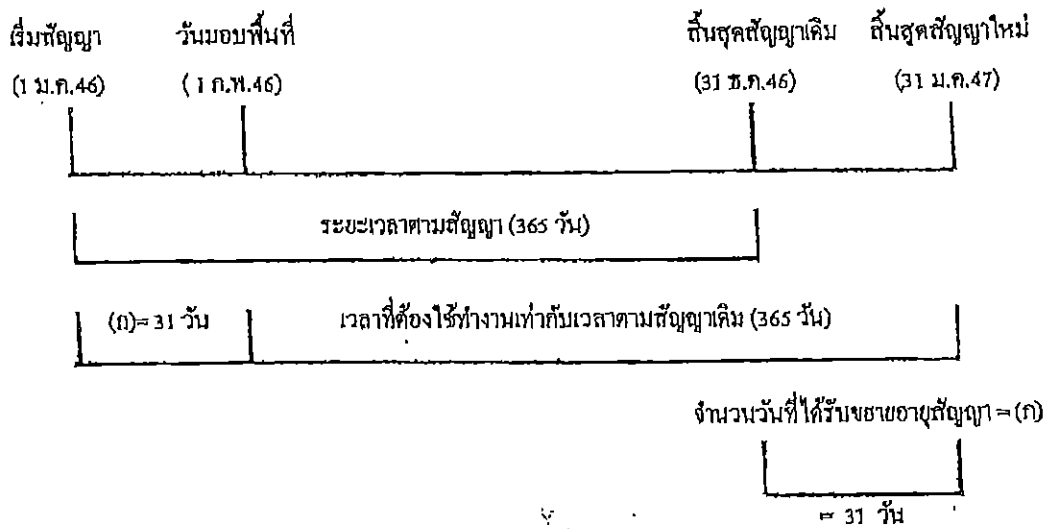 เริ่มสัญญา วันมอบพื้นที่ สิ้นสุดสัญญาเดิม สิ้นสุดสัญญาใหม่
(1 ม.ค.46) (1 ก.พ.46) (31 ธ.ค.46) (31 ม.ค.47)
ระยะเวลาตามสัญญา (365 วัน)
(ก)= 31 วัน เวลาที่ต้องใช้ทำงานเท่ากับเวลาตามสัญญาเดิม (365 วัน)
จำนวนวันที่ได้รับขยายอายุสัญญา = (ก)
= 31 วัน